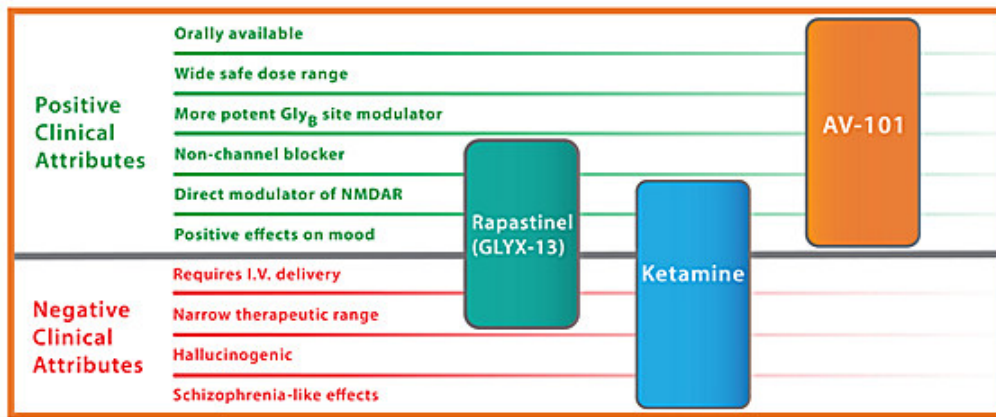 Orally available
Wide safe dose range
More potent GlyB site modulator
Non-channel blocker
Direct modulator of NMDAR
Positive effects on mood
Positive
Clinical
Attributes
Requires I.V. delivery
Narrow therapeutic range
Hallucinogenic
Schizophrenia-like effects
Negative
Clinical
Attributes
Rapastinel
(GLYX-13)
Ketamine
AV-101